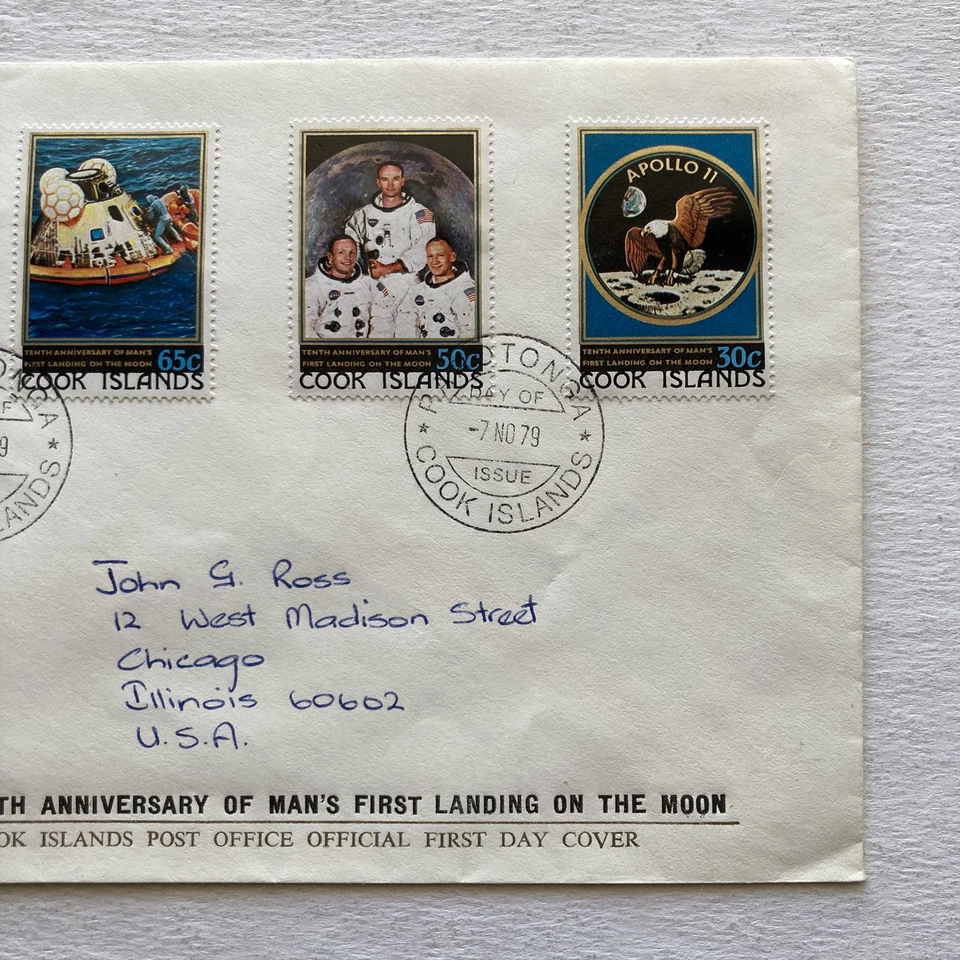 APOLLO 11
TENTH ANNIVERSARY OF MAN'S
FIRST LANDING ON THE MOON 65c
COOK ISLANDS
TENTH ANNIVERSARY OF MAN'S
FIRST LANDING ON THE MOON 50c
COOK ISLANDS
TENTH ANNIVERSARY OF MAN'S
FIRST LANDING ON THE MOON 30c
COOK ISLANDS
DAY OF
-7 NO 79
ISSUE
COOK ISLANDS
John G. Ross
12 West Madison Street
Chicago
Illinois 60602
U.S.A.
TH ANNIVERSARY OF MAN'S FIRST LANDING ON THE MOON
OK ISLANDS POST OFFICE OFFICIAL FIRST DAY COVER